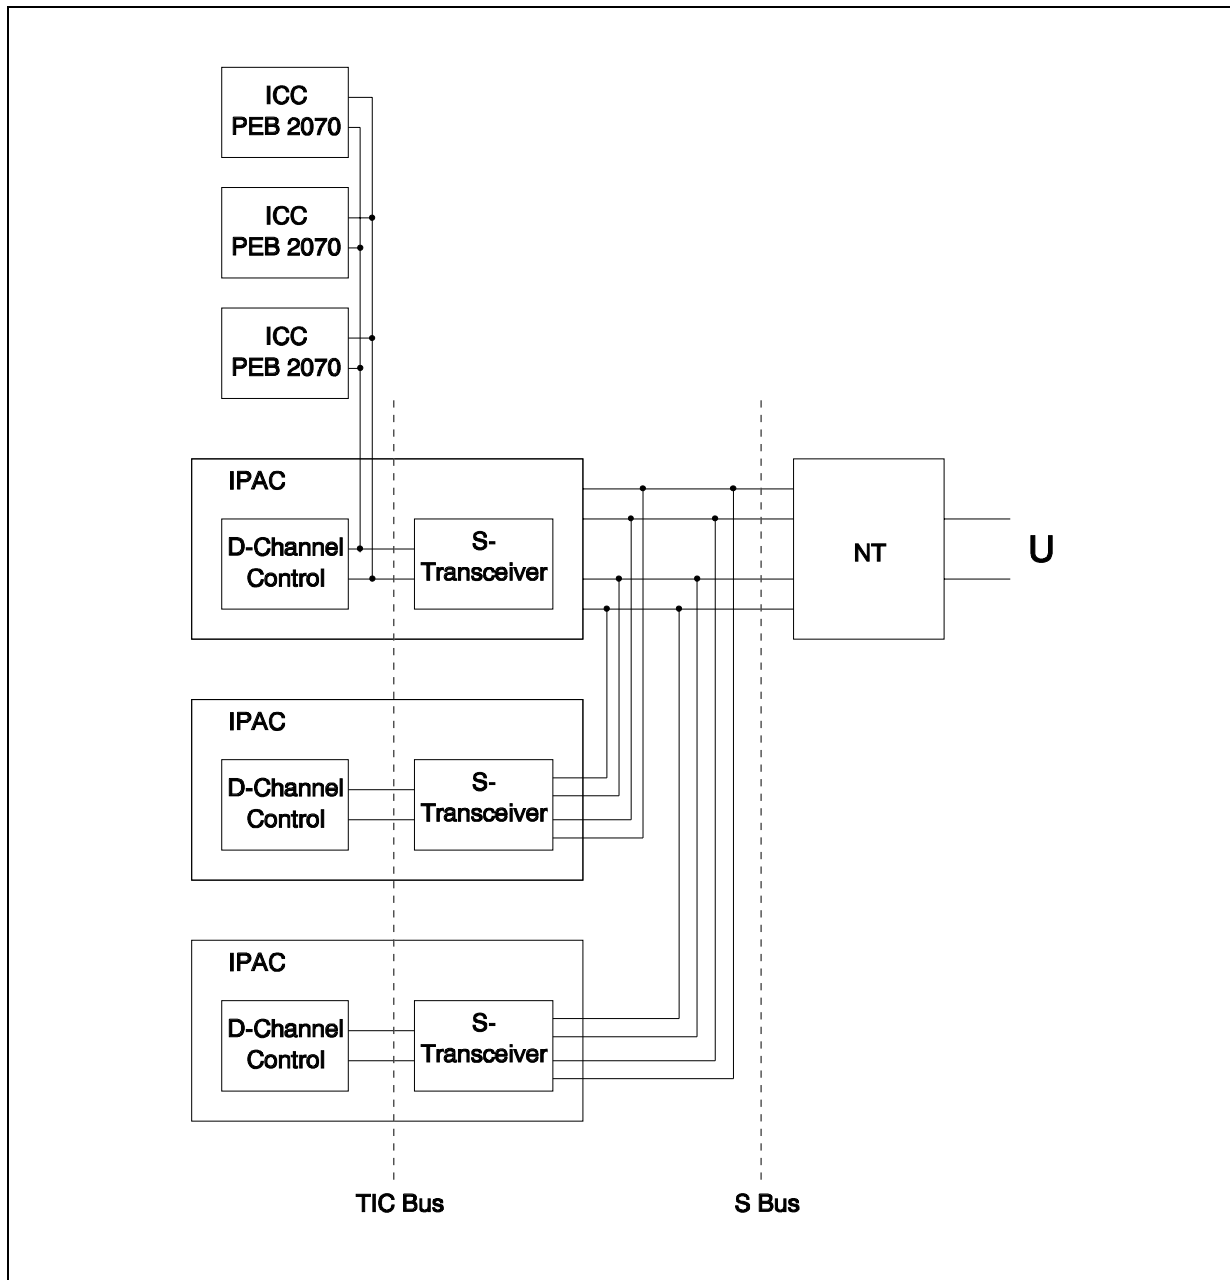 ICC
PEB 2070
ICC
PEB 2070
ICC
PEB 2070
IPAC
D-Channel
Control
S-
Transceiver
NT
U
IPAC
D-Channel
Control
S-
Transceiver
IPAC
D-Channel
Control
S-
Transceiver
TIC Bus
S Bus